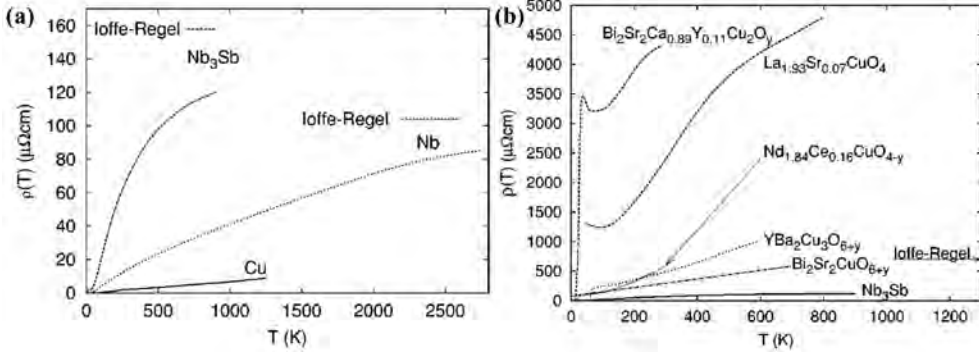 (a)
160
140
120
100
80
60
40
20
0
ρ(T) (μΩcm)
Ioffe-Regel
Nb₃Sb
Ioffe-Regel
Nb
Cu
0
500
1000
1500
2000
2500
T (K)
(b)
5000
4500
4000
3500
3000
2500
2000
1500
1000
500
0
ρ(T) (μΩcm)
Bi₂Sr₂Ca₀.₈₉Y₀.₁₁Cu₂Oy
La₁.₉₃Sr₀.₀₇CuO₄
Nd₁.₈₄Ce₀.₁₆CuO₄₋y
YBa₂Cu₃O₆₊y
Ioffe-Regel
Bi₂Sr₂CuO₆₊y
Nb₃Sb
0
200
400
600
800
1000
1200
T (K)